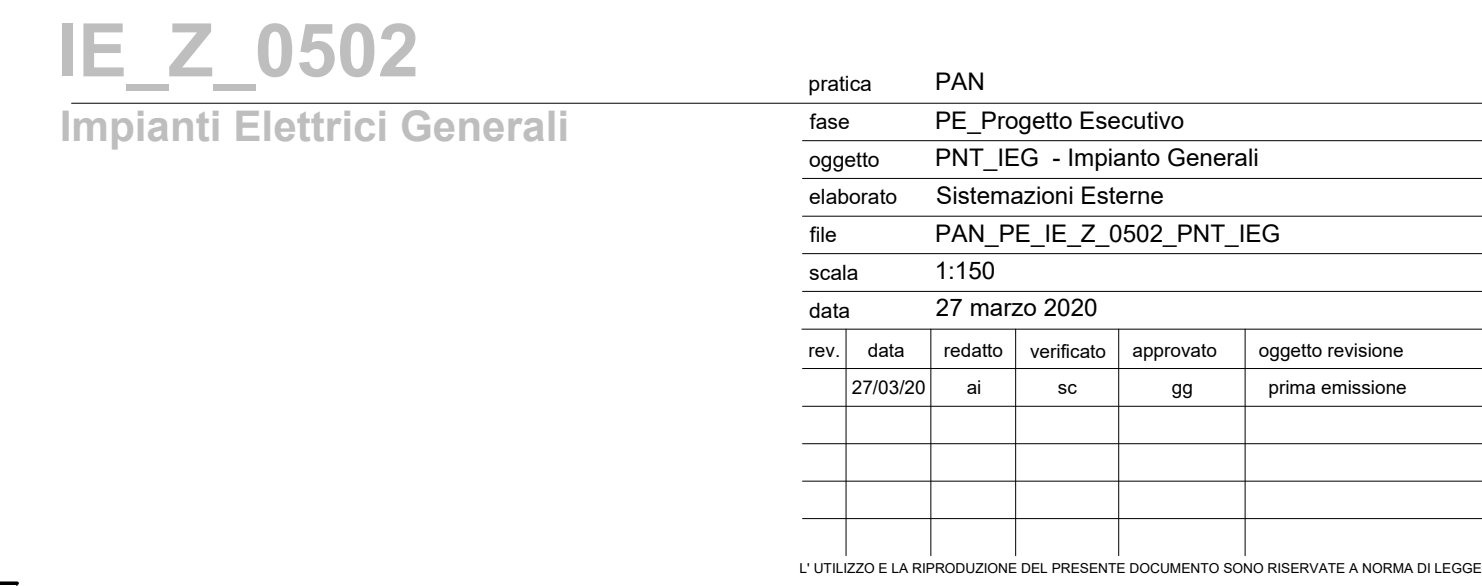 IE_Z_0502
Impianti Elettrici Generali
pratica PAN
fase PE_Progetto Esecutivo
oggetto PNT_IEG - Impianto Generali
elaborato Sistemazioni Esterne
file PAN_PE_IE_Z_0502_PNT_IEG
scala 1:150
data 27 marzo 2020
rev. data redatto verificato approvato oggetto revisione
27/03/20 ai sc gg prima emissione
L' UTILIZZO E LA RIPRODUZIONE DEL PRESENTE DOCUMENTO SONO RISERVATE A NORMA DI LEGGE